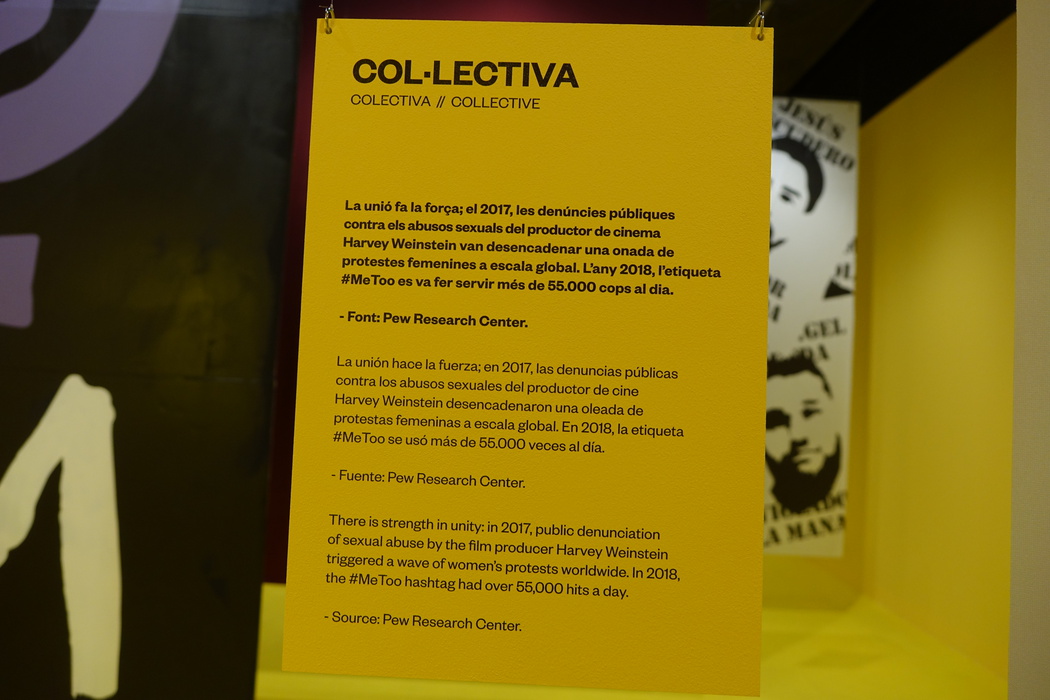 COL·LECTIVA
COLECTIVA // COLLECTIVE
La unió fa la força; el 2017, les denúncies públiques
contra els abusos sexuals del productor de cinema
Harvey Weinstein van desencadenar una onada de
protestes femenines a escala global. L'any 2018, l'etiqueta
#MeToo es va fer servir més de 55.000 cops al dia.
- Font: Pew Research Center.
La unión hace la fuerza; en 2017, las denuncias públicas
contra los abusos sexuales del productor de cine
Harvey Weinstein desencadenaron una oleada de
protestas femeninas a escala global. En 2018, la etiqueta
#MeToo se usó más de 55.000 veces al día.
- Fuente: Pew Research Center.
There is strength in unity: in 2017, public denunciation
of sexual abuse by the film producer Harvey Weinstein
triggered a wave of women's protests worldwide. In 2018,
the #MeToo hashtag had over 55,000 hits a day.
- Source: Pew Research Center.
JESÚS